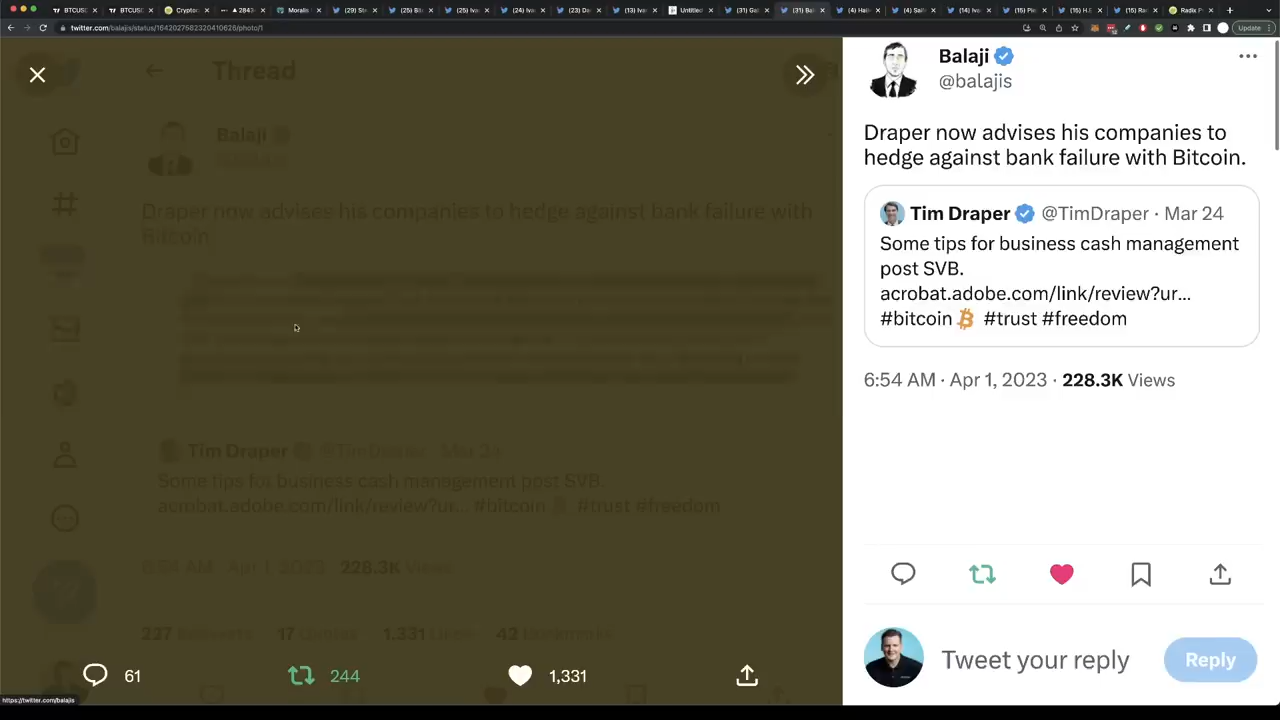 twitter.com/balajis/status/1642027582320410626/photo/1
Update
Thread
Balaji
Draper now advises his companies to hedge against bank failure with
Bitcoin
Tim Draper @TimDraper Mar 24
Some tips for business cash management post SVB.
acrobat.adobe.com/link/review?ur... #bitcoin #trust #freedom
6:54 AM Apr 1, 2023 228.3K Views
227 Retweets 17 Quotes 1,331 Likes 42 Bookmarks
61 244 1,331
https://twitter.com/balajis
Balaji
@balajis
Draper now advises his companies to
hedge against bank failure with Bitcoin.
Tim Draper @TimDraper · Mar 24
Some tips for business cash management
post SVB.
acrobat.adobe.com/link/review?ur...
#bitcoin #trust #freedom
6:54 AM · Apr 1, 2023 · 228.3K Views
Tweet your reply
Reply